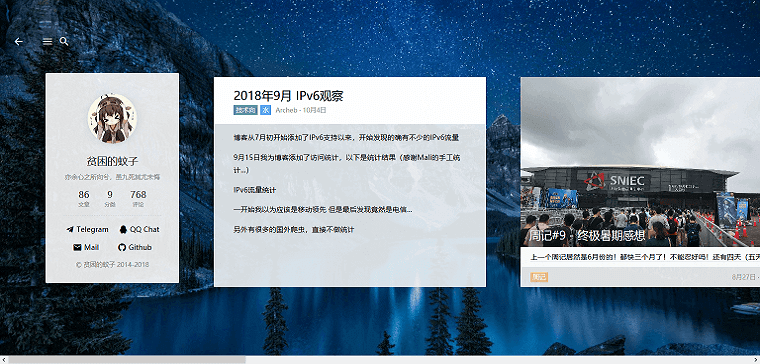 贫困的蚊子
亦余心之所向兮，虽九死其尤未悔
86 9 768
文章 分类 评论
Telegram QQ Chat
Mail Github
© 贫困的蚊子 2014-2018
2018年9月 IPv6观察
技术向 水 Archeb - 10月4日
博客从7月初开始添加了IPv6支持以来，开始发现的确有不少的IPv6流量
9月15日我为博客添加了访问统计，以下是统计结果（感谢Mali的手工统
计...）
IPv6流量统计
一开始我以为应该是移动领先 但是最后发现竟然是电信...
另外有很多的国外爬虫，直接不做统计
SNIEC
周记#9 - 终极暑期感想
上一个周记居然是6月份的！都快三个月了！不能忍好吗！还有四天（五天
周记 8月27日 -